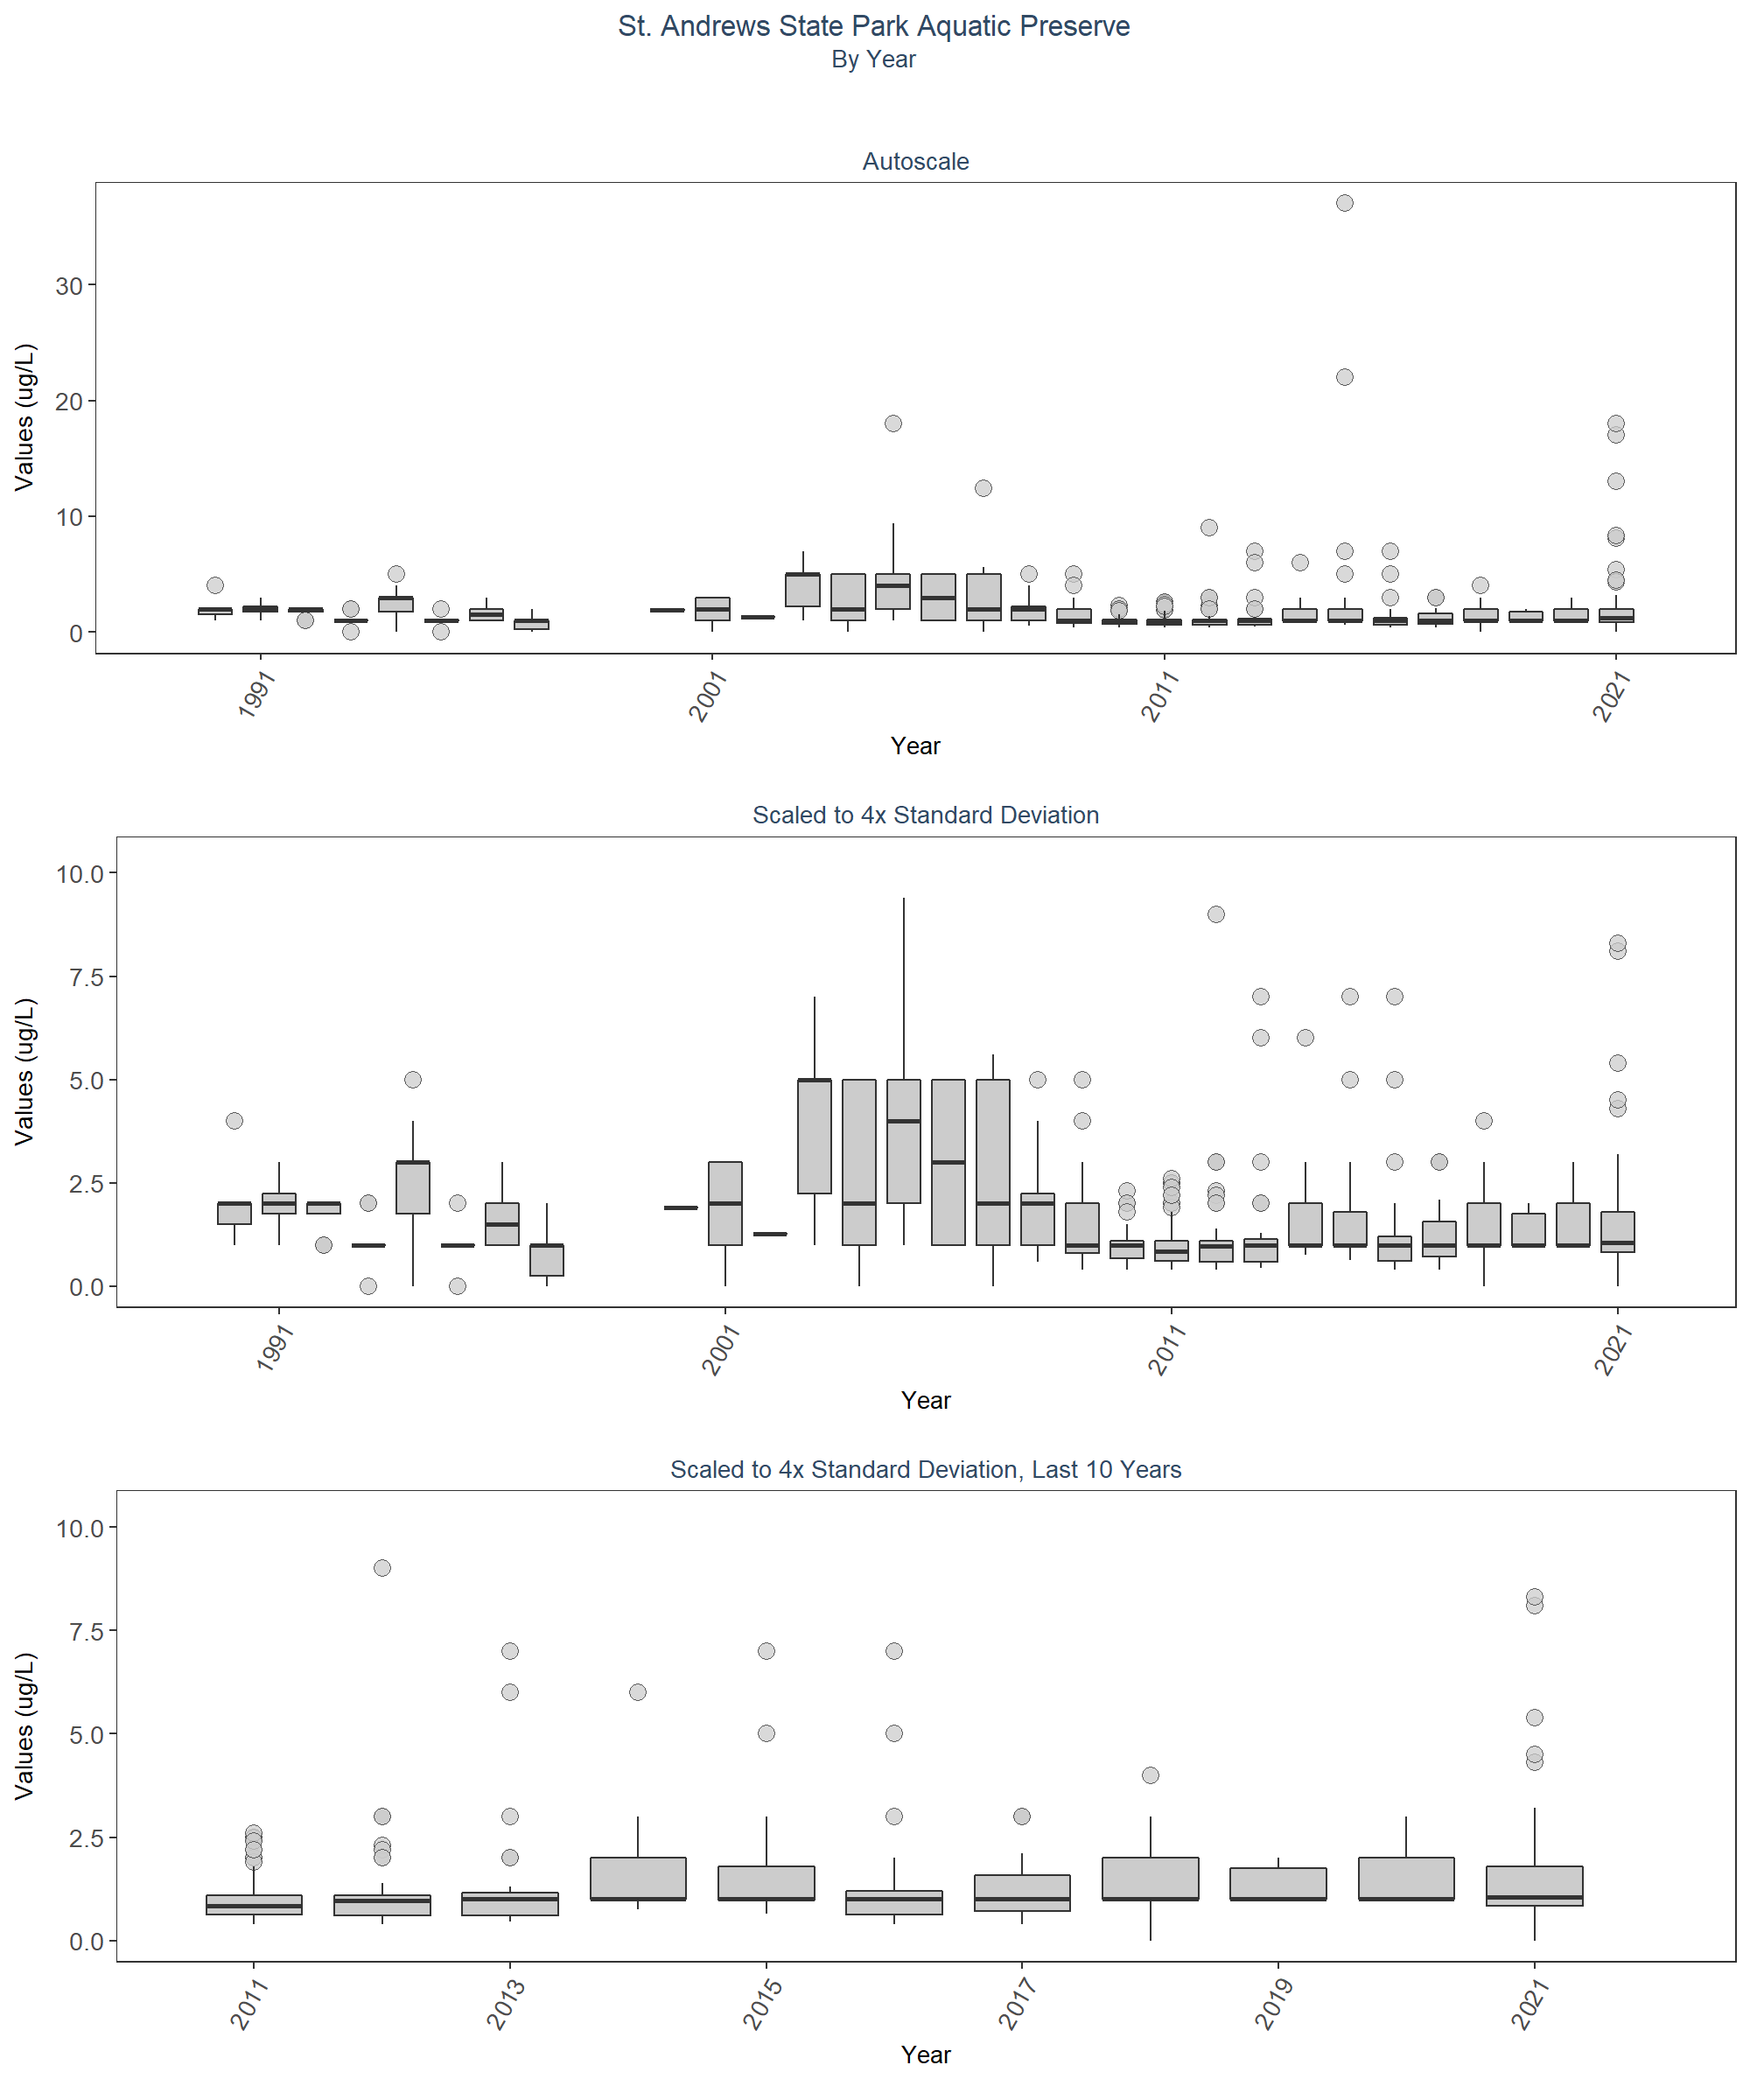 St. Andrews State Park Aquatic Preserve
By Year
Autoscale
Values (ug/L)
30
20
10
0
1991
2001
2011
2021
Year
Scaled to 4x Standard Deviation
Values (ug/L)
10.0
7.5
5.0
2.5
0.0
1991
2001
2011
2021
Year
Scaled to 4x Standard Deviation, Last 10 Years
Values (ug/L)
10.0
7.5
5.0
2.5
0.0
2011
2013
2015
2017
2019
2021
Year